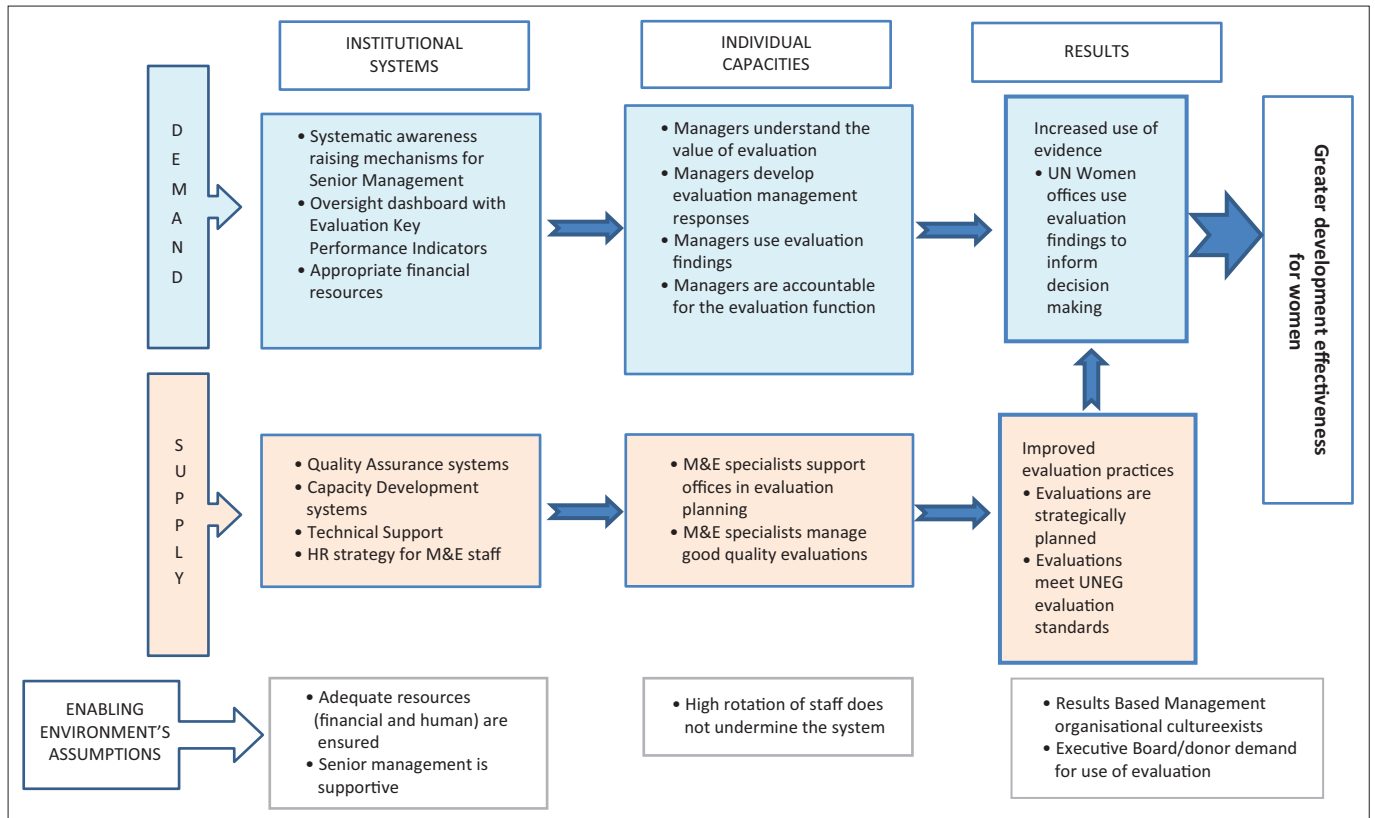 INSTITUTIONAL
SYSTEMS
INDIVIDUAL
CAPACITIES
RESULTS
D
E
M
A
N
D
• Systematic awareness
raising mechanisms for
Senior Management
• Oversight dashboard with
Evaluation Key
Performance Indicators
• Appropriate financial
resources
• Managers understand the
value of evaluation
• Managers develop
evaluation management
responses
• Managers use evaluation
findings
• Managers are accountable
for the evaluation function
Increased use of
evidence
• UN Women
offices use
evaluation
findings to
inform
decision
making
Greater development effectiveness
for women
S
U
P
P
L
Y
• Quality Assurance systems
• Capacity Development
systems
• Technical Support
• HR strategy for M&E staff
• M&E specialists support
offices in evaluation
planning
• M&E specialists manage
good quality evaluations
Improved
evaluation practices
• Evaluations are
strategically
planned
• Evaluations
meet UNEG
evaluation
standards
ENABLING
ENVIRONMENT'S
ASSUMPTIONS
• Adequate resources
(financial and human) are
ensured
• Senior management is
supportive
• High rotation of staff does
not undermine the system
• Results Based Management
organisational cultureexists
• Executive Board/donor demand
for use of evaluation